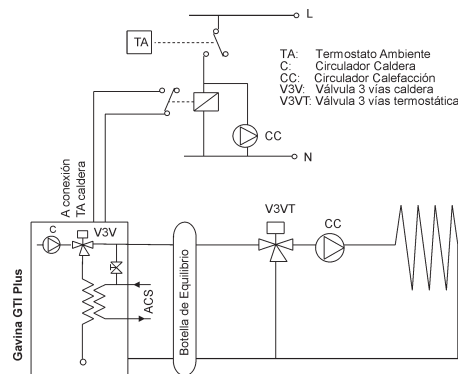 L
TA
TA: Termostato Ambiente
C: Circulador Caldera
CC: Circulador Calefacción
V3V: Válvula 3 vías caldera
V3VT: Válvula 3 vías termostática
CC
N
A conexión
TA caldera
C
V3V
V3VT
CC
ACS
Botella de Equilibrio
Gavina GTI Plus